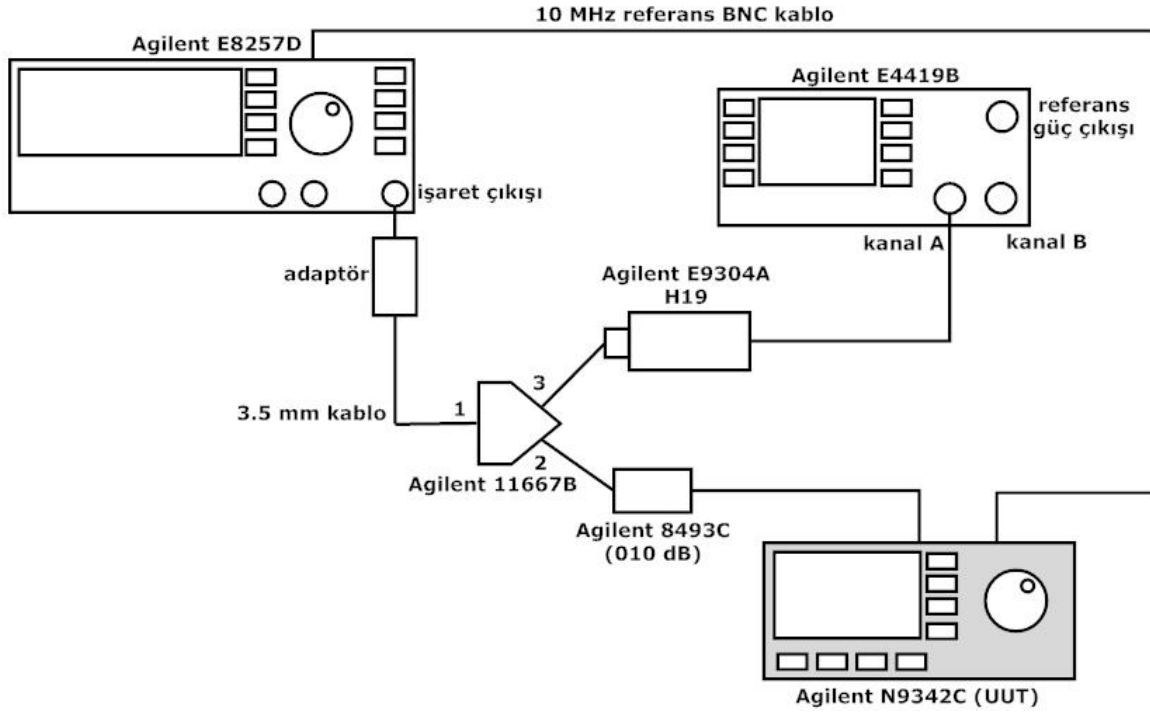 10 MHz referans BNC kablo
Agilent E8257D
Agilent E4419B
referans
güç çıkışı
işaret çıkışı
kanal A
kanal B
adaptör
Agilent E9304A
H19
3
3.5 mm kablo
1
2
Agilent 11667B
Agilent 8493C
(010 dB)
Agilent N9342C (UUT)